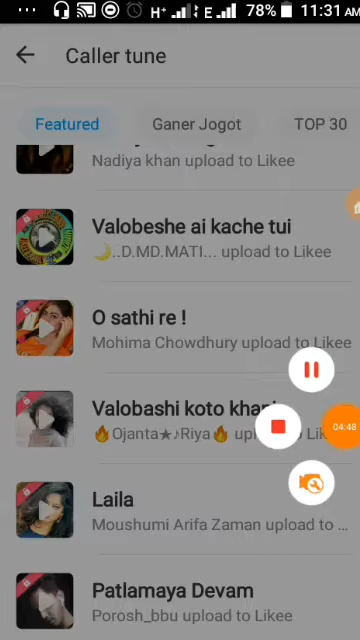 H+ E 78% 11:31 AM
Caller tune
Featured Ganer Jogot TOP 30
Nadiya khan upload to Likee
Valobeshe ai kache tui
🌙..D.MD.MATI... upload to Likee
O sathi re !
Mohima Chowdhury upload to Likee
Valobashi koto
🔥Ojanta★♪Riya🔥
04:48
Laila
Moushumi Arifa Zaman upload to ...
Patlamaya Devam
Porosh_bbu upload to Likee